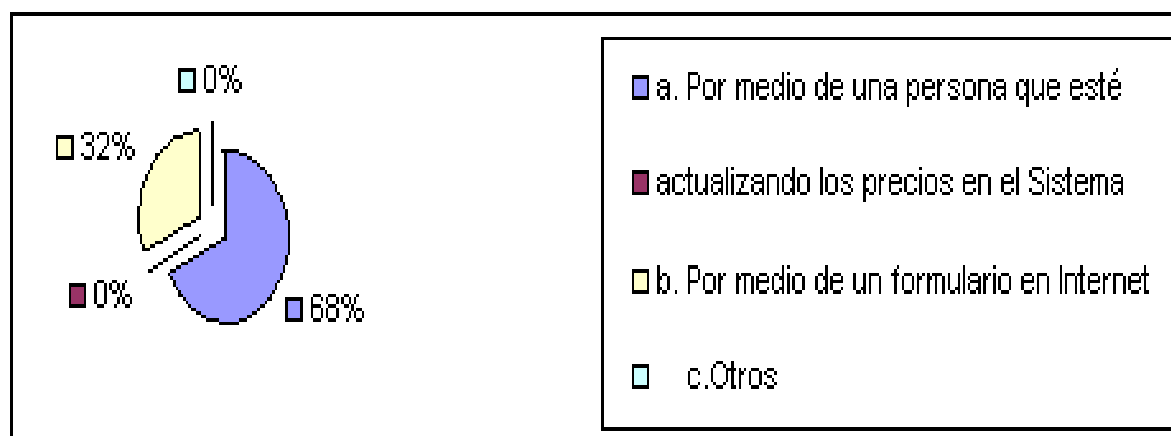 0%
32%
0%
68%
a. Por medio de una persona que esté
actualizando los precios en el Sistema
b. Por medio de un formulario en Internet
c.Otros